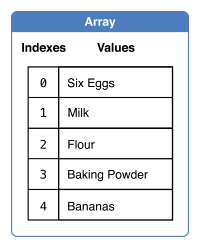 Array
Indexes Values
0 Six Eggs
1 Milk
2 Flour
3 Baking Powder
4 Bananas